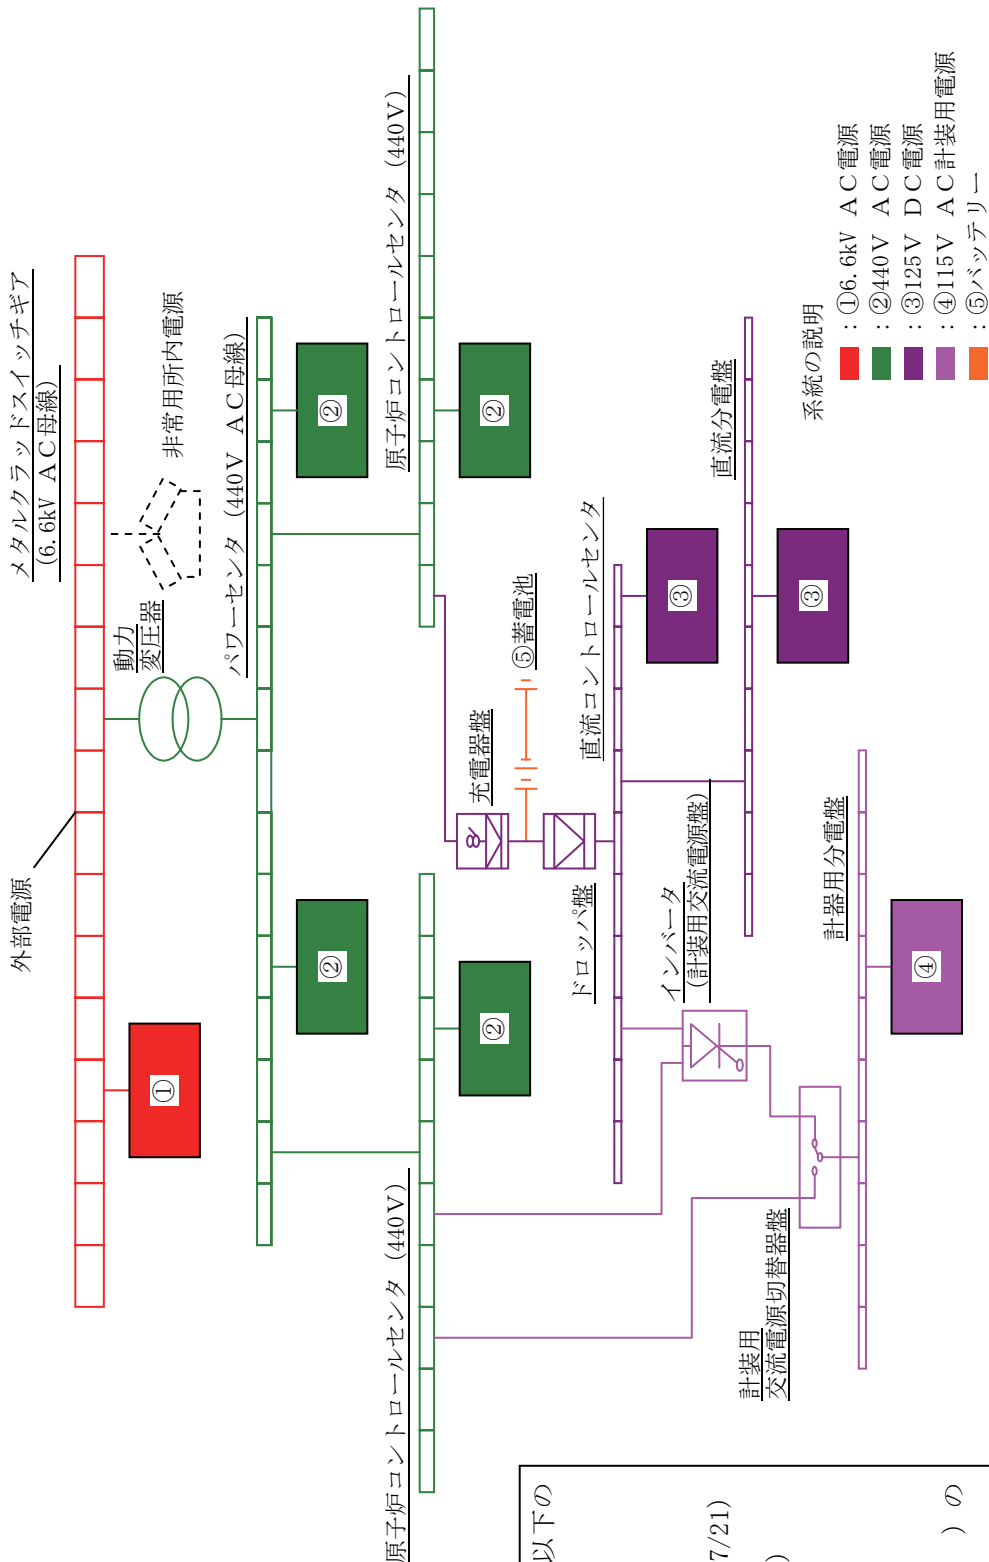 外部電源
メタルクラッドスイッチギア
(6.6kV AC母線)
①
動力
変圧器
非常用所内電源
パワーセンタ (440V AC母線)
②
②
原子炉コントロールセンタ (440V)
原子炉コントロールセンタ (440V)
②
②
充電器盤
⑤蓄電池
ドロッパ盤
直流コントロールセンタ
③
インバータ
(計装用交流電源盤)
直流分電盤
③
計装用
交流電源切替器盤
計器用分電盤
④
系統の説明
：①6.6kV AC電源
：②440V AC電源
：③125V DC電源
：④115V AC計装用電源
：⑤バッテリー
以下の
7/21)
)
) の